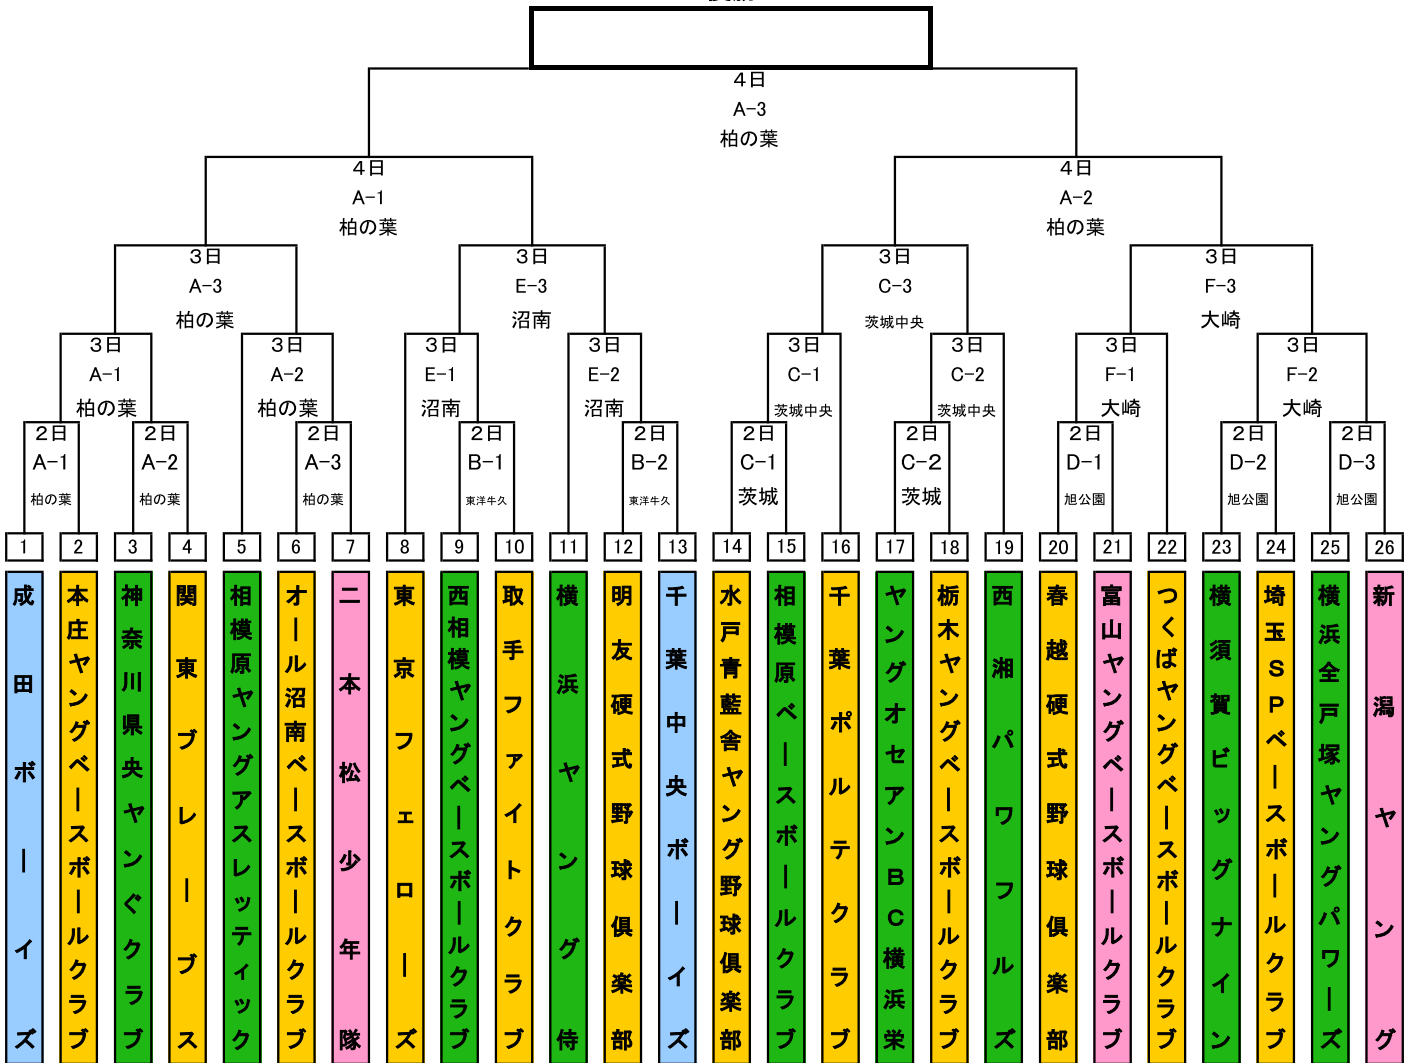 4日
A-3
柏の葉
4日
A-1
柏の葉
4日
A-2
柏の葉
3日
A-3
柏の葉
3日
E-3
沼南
3日
C-3
茨城中央
3日
F-3
大崎
3日
A-1
柏の葉
3日
A-2
柏の葉
3日
E-1
沼南
3日
E-2
沼南
3日
C-1
茨城中央
3日
C-2
茨城中央
3日
F-1
大崎
3日
F-2
大崎
2日
A-1
柏の葉
2日
A-2
柏の葉
2日
A-3
柏の葉
2日
B-1
東洋牛久
2日
B-2
東洋牛久
2日
C-1
茨城
2日
C-2
茨城
2日
D-1
旭公園
2日
D-2
旭公園
2日
D-3
旭公園
1 2 3 4 5 6 7 8 9 10 11 12 13 14 15 16 17 18 19 20 21 22 23 24 25 26
成田ボーイズ
本庄ヤングベースボールクラブ
神奈川県央ヤンぐクラブ
関東ブレーブス
相模原ヤングアスレッティック
オール沼南ベースボールクラブ
二本松少年隊
東京フェローズ
西相模ヤングベースボールクラブ
取手ファイトクラブ
横浜ヤング侍
明友硬式野球倶楽部
千葉中央ボーイズ
水戸青藍舎ヤング野球倶楽部
相模原ベースボールクラブ
千葉ポルテクラブ
ヤングオセアンBC横浜栄
栃木ヤングベースボールクラブ
西湘パワフルズ
春越硬式野球倶楽部
富山ヤングベースボールクラブ
つくばヤングベースボールクラブ
横須賀ビッグナイン
埼玉SPベースボールクラブ
横浜全戸塚ヤングパワーズ
新潟ヤング